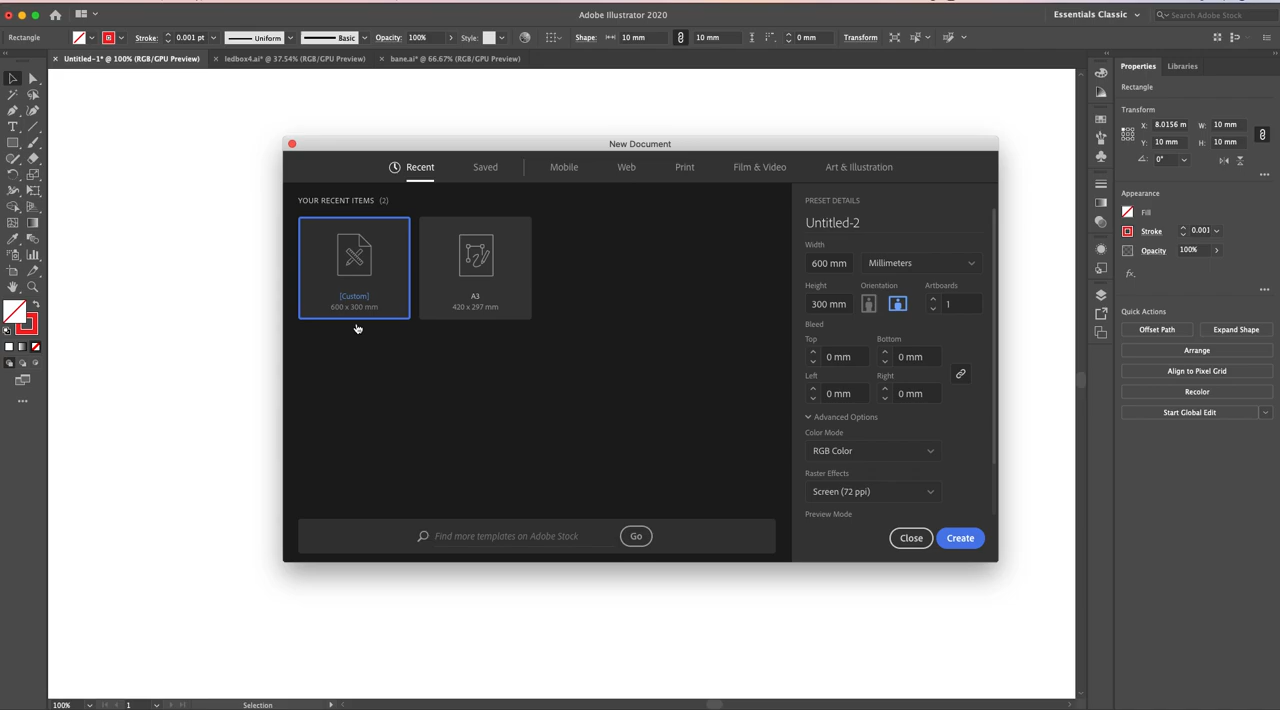 Adobe Illustrator 2020
Essentials Classic
Search Adobe Stock
Rectangle
Stroke:
0.001 pt
Uniform
Basic
Opacity:
100%
Style:
Shape:
10 mm
10 mm
0 mm
Transform
Untitled-1* @ 100% (RGB/GPU Preview)
ledbox4.ai* @ 37.54% (RGB/GPU Preview)
bane.ai* @ 66.67% (RGB/GPU Preview)
New Document
Recent
Saved
Mobile
Web
Print
Film & Video
Art & Illustration
YOUR RECENT ITEMS (2)
[Custom]
600 x 300 mm
A3
420 x 297 mm
Find more templates on Adobe Stock
Go
PRESET DETAILS
Untitled-2
Width
600 mm
Millimeters
Height
Orientation
Artboards
300 mm
1
Bleed
Top
Bottom
0 mm
0 mm
Left
Right
0 mm
0 mm
Advanced Options
Color Mode
RGB Color
Raster Effects
Screen (72 ppi)
Preview Mode
Close
Create
Properties
Libraries
Rectangle
Transform
X:
8.0156 m
W:
10 mm
Y:
10 mm
H:
10 mm
0°
Appearance
Fill
Stroke
0.001
Opacity
100%
fx.
Quick Actions
Offset Path
Expand Shape
Arrange
Align to Pixel Grid
Recolor
Start Global Edit
100%
1
Selection